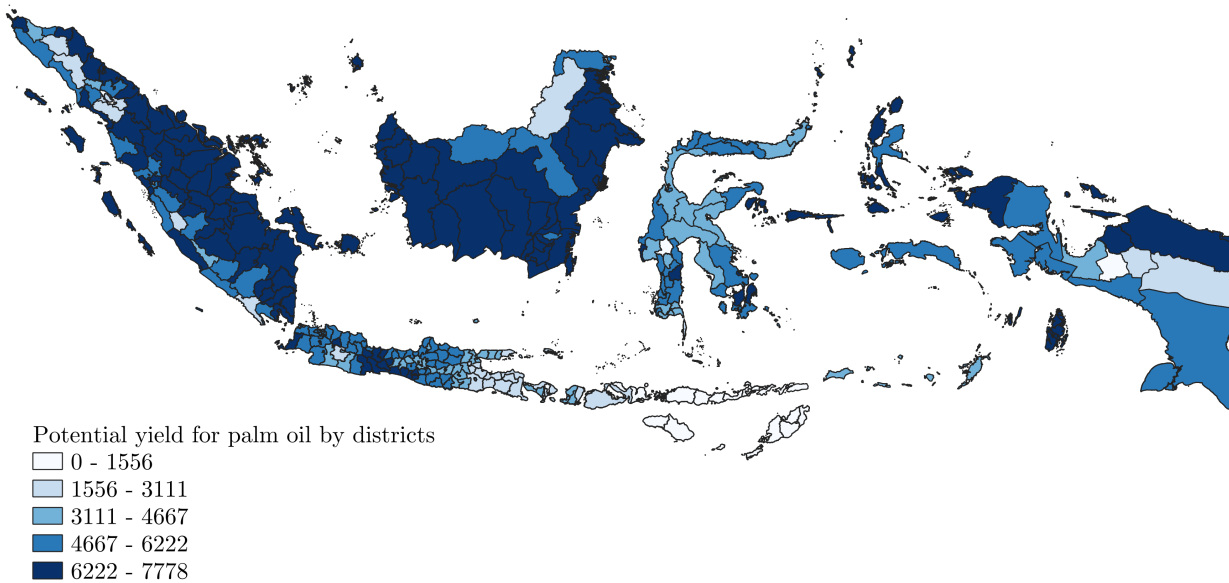 Potential yield for palm oil by districts
0 - 1556
1556 - 3111
3111 - 4667
4667 - 6222
6222 - 7778